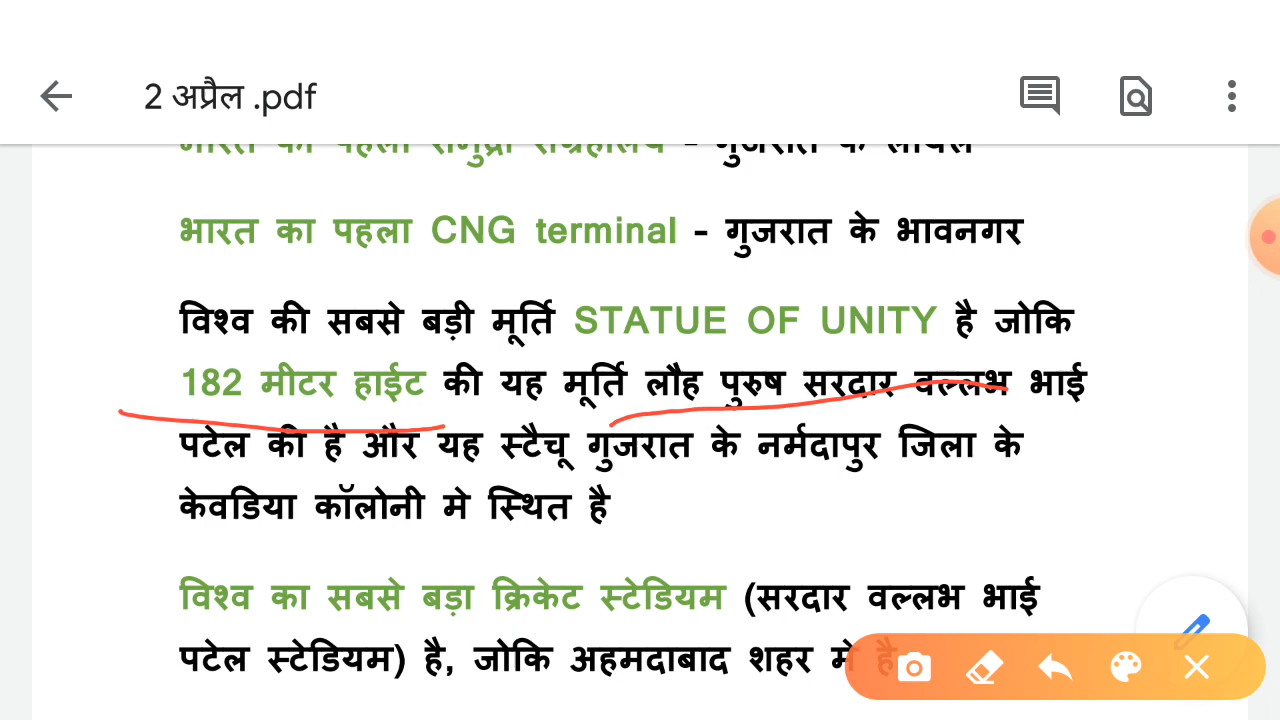 2 अप्रैल .pdf
भारत का पहला CNG terminal - गुजरात के भावनगर
विश्व की सबसे बड़ी मूर्ति STATUE OF UNITY है जोकि
182 मीटर हाईट की यह मूर्ति लौह पुरुष सरदार वल्लभ भाई
पटेल की है और यह स्टैचू गुजरात के नर्मदापुर जिला के
केवडिया कॉलोनी मे स्थित है
विश्व का सबसे बड़ा क्रिकेट स्टेडियम (सरदार वल्लभ भाई
पटेल स्टेडियम) है, जोकि अहमदाबाद शहर मे है